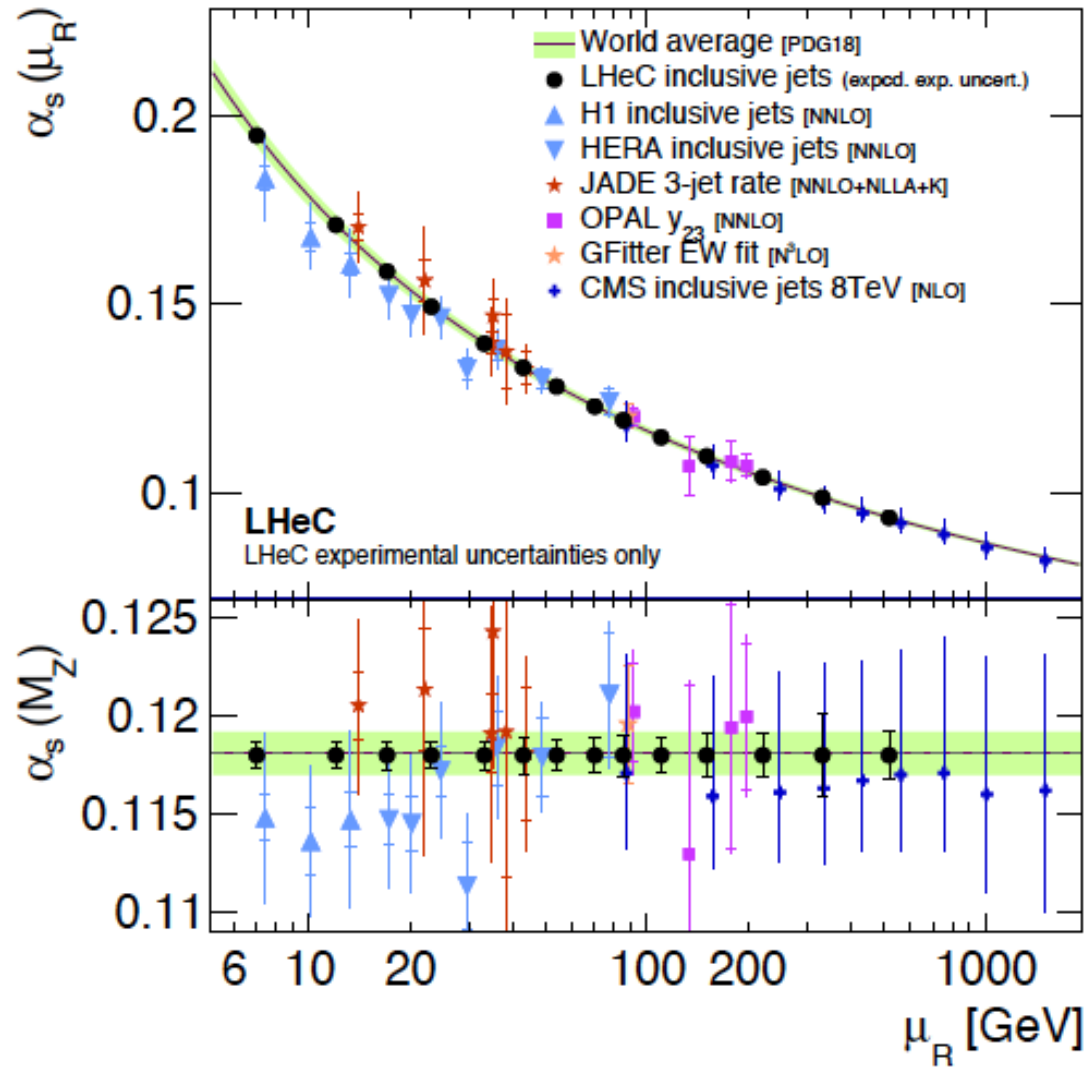 α_s (μ_R)
0.2
0.15
0.1
World average [PDG18]
LHeC inclusive jets (expcd. exp. uncert.)
H1 inclusive jets [NNLO]
HERA inclusive jets [NNLO]
JADE 3-jet rate [NNLO+NLLA+K]
OPAL y_23 [NNLO]
GFitter EW fit [N³LO]
CMS inclusive jets 8TeV [NLO]
LHeC
LHeC experimental uncertainties only
α_s (M_Z)
0.125
0.12
0.115
0.11
6 10 20 100 200 1000
μ_R [GeV]